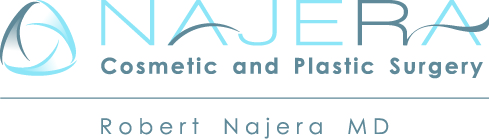 NAJERA
Cosmetic and Plastic Surgery
Robert Najera MD